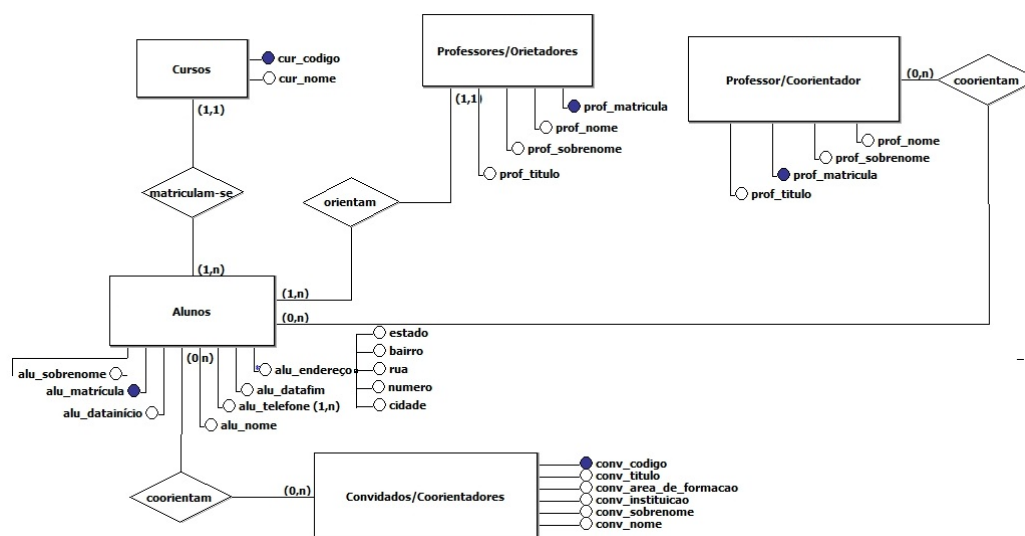 Cursos
cur_codigo
cur_nome
(1,1)
matriculam-se
(1,n)
Professores/Orietadores
(1,1)
prof_matricula
prof_nome
prof_sobrenome
prof_titulo
orientam
(1,n)
Professor/Coorientador
(0,n)
coorientam
prof_nome
prof_sobrenome
prof_matricula
prof_titulo
Alunos
(0,n)
(0,n)
alu_sobrenome
alu_matrícula
alu_datainício
alu_nome
alu_telefone (1,n)
alu_datafim
alu_endereço
estado
bairro
rua
numero
cidade
coorientam
(0,n)
Convidados/Coorientadores
conv_codigo
conv_titulo
conv_area_de_formacao
conv_instituicao
conv_sobrenome
conv_nome